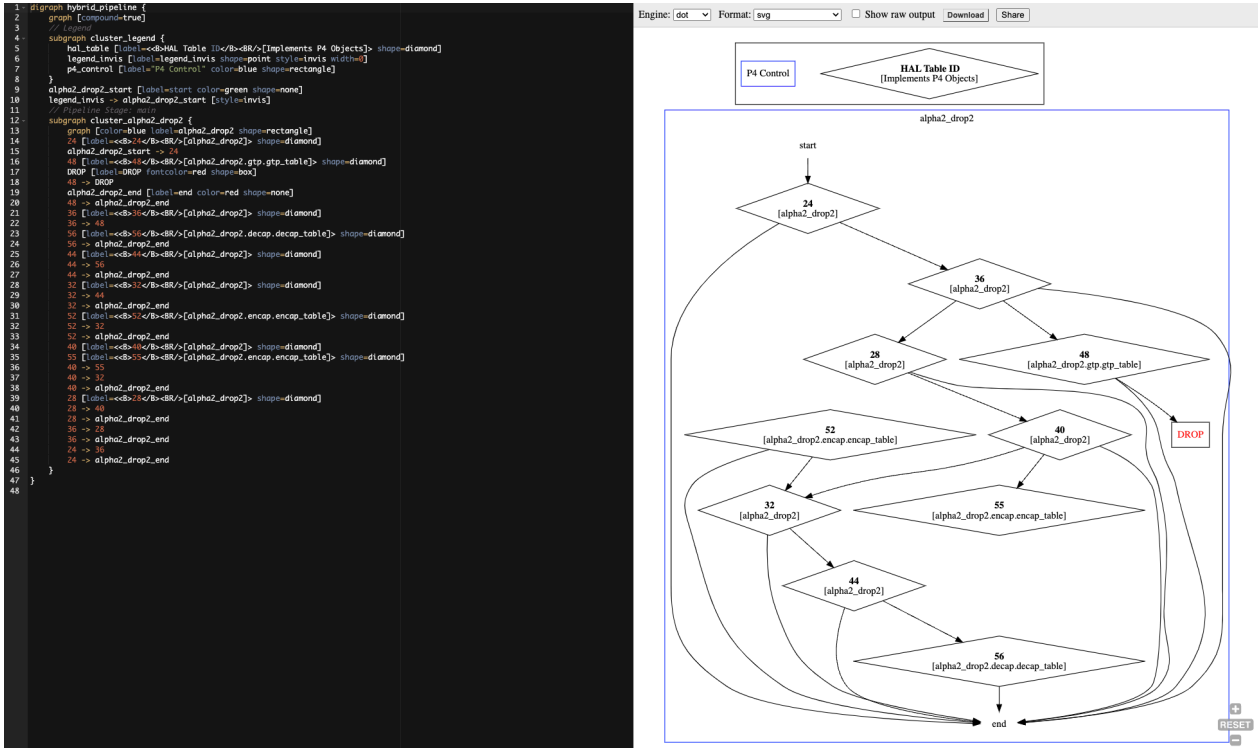 1 digraph hybrid_pipeline {
2 graph [compound=true]
3 // Legend
4 subgraph cluster_legend {
5 hal_table [label=<<B>HAL Table ID</B><BR/>[Implements P4 Objects]> shape=diamond]
6 legend_invis [label=legend_invis shape=point style=invis width=0]
7 p4_control [label="P4 Control" color=blue shape=rectangle]
8 }
9 alpha2_drop2_start [label=start color=green shape=none]
10 legend_invis -> alpha2_drop2_start [style=invis]
11 // Pipeline Stage: main
12 subgraph cluster_alpha2_drop2 {
13 graph [color=blue label=alpha2_drop2 shape=rectangle]
14 24 [label=<<B>24</B><BR/>[alpha2_drop2]> shape=diamond]
15 alpha2_drop2_start -> 24
16 48 [label=<<B>48</B><BR/>[alpha2_drop2.gtp.gtp_table]> shape=diamond]
17 DROP [label=DROP fontcolor=red shape=box]
18 48 -> DROP
19 alpha2_drop2_end [label=end color=red shape=none]
20 48 -> alpha2_drop2_end
21 36 [label=<<B>36</B><BR/>[alpha2_drop2]> shape=diamond]
22 36 -> 48
23 56 [label=<<B>56</B><BR/>[alpha2_drop2.decap.decap_table]> shape=diamond]
24 56 -> alpha2_drop2_end
25 44 [label=<<B>44</B><BR/>[alpha2_drop2]> shape=diamond]
26 44 -> 56
27 44 -> alpha2_drop2_end
28 32 [label=<<B>32</B><BR/>[alpha2_drop2]> shape=diamond]
29 32 -> 44
30 32 -> alpha2_drop2_end
31 52 [label=<<B>52</B><BR/>[alpha2_drop2.encap.encap_table]> shape=diamond]
32 52 -> 32
33 52 -> alpha2_drop2_end
34 40 [label=<<B>40</B><BR/>[alpha2_drop2]> shape=diamond]
35 55 [label=<<B>55</B><BR/>[alpha2_drop2.encap.encap_table]> shape=diamond]
36 40 -> 55
37 40 -> 32
38 40 -> alpha2_drop2_end
39 28 [label=<<B>28</B><BR/>[alpha2_drop2]> shape=diamond]
40 28 -> 40
41 28 -> alpha2_drop2_end
42 36 -> 28
43 36 -> alpha2_drop2_end
44 24 -> 36
45 24 -> alpha2_drop2_end
46 }
47 }
48
Engine: dot Format: svg Show raw output Download Share
P4 Control
HAL Table ID
[Implements P4 Objects]
alpha2_drop2
start
24
[alpha2_drop2]
36
[alpha2_drop2]
28
[alpha2_drop2]
48
[alpha2_drop2.gtp.gtp_table]
52
[alpha2_drop2.encap.encap_table]
40
[alpha2_drop2]
DROP
32
[alpha2_drop2]
55
[alpha2_drop2.encap.encap_table]
44
[alpha2_drop2]
56
[alpha2_drop2.decap.decap_table]
end
RESET